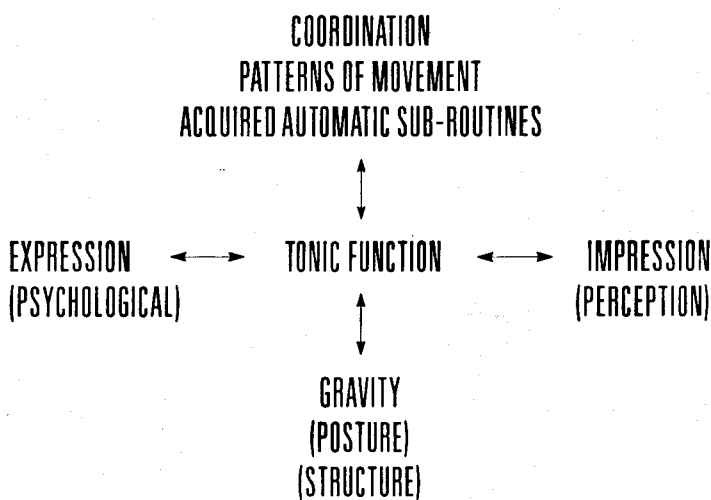 COORDINATION
PATTERNS OF MOVEMENT
ACQUIRED AUTOMATIC SUB-ROUTINES
EXPRESSION
(PSYCHOLOGICAL)
TONIC FUNCTION
IMPRESSION
(PERCEPTION)
GRAVITY
(POSTURE)
(STRUCTURE)